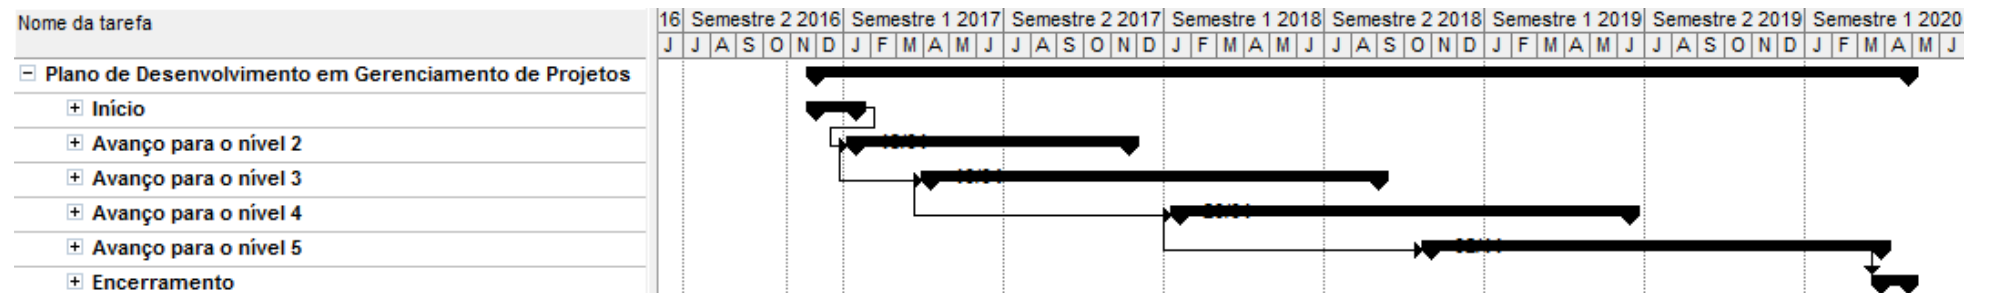 Nome da tarefa
16 Semestre 2 2016 Semestre 1 2017 Semestre 2 2017 Semestre 1 2018 Semestre 2 2018 Semestre 1 2019 Semestre 2 2019 Semestre 1 2020
J J A S O N D J F M A M J J A S O N D J F M A M J J A S O N D J F M A M J J A S O N D J F M A M J
Plano de Desenvolvimento em Gerenciamento de Projetos
Início
Avanço para o nível 2
Avanço para o nível 3
Avanço para o nível 4
Avanço para o nível 5
Encerramento